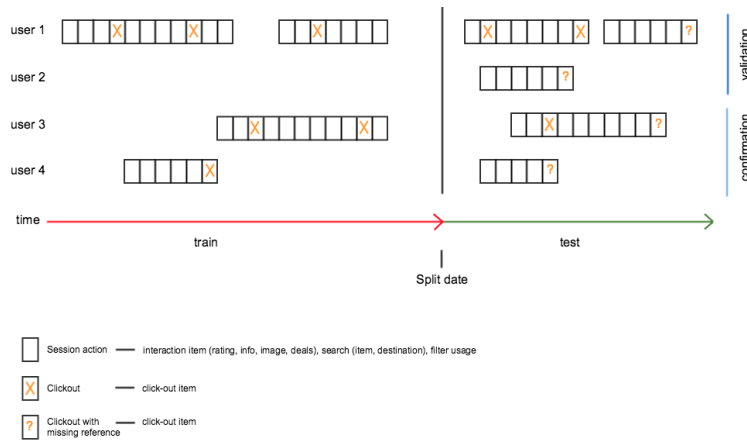 user 1
X X X X X ?
user 2
?
user 3
X X X ?
user 4
X ?
validation
confirmation
time
train
test
Split date
Session action
interaction item (rating, info, image, deals), search (item, destination), filter usage
X
Clickout
click-out item
?
Clickout with
missing reference
click-out item